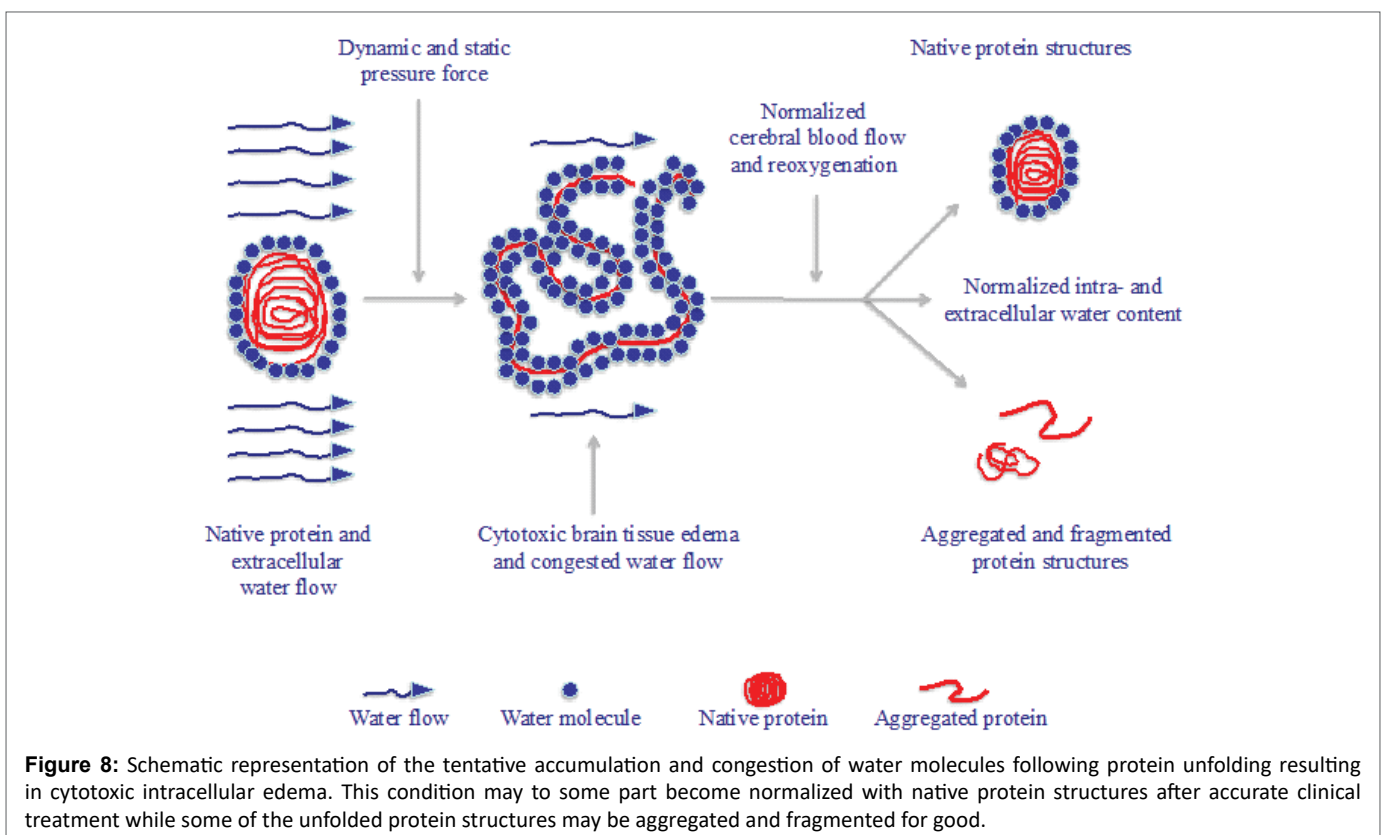 Dynamic and static
pressure force
Native protein structures
Normalized
cerebral blood flow
and reoxygenation
Normalized intra- and
extracellular water content
Native protein and
extracellular
water flow
Cytotoxic brain tissue edema
and congested water flow
Aggregated and fragmented
protein structures
Water flow
Water molecule
Native protein
Aggregated protein
Figure 8: Schematic representation of the tentative accumulation and congestion of water molecules following protein unfolding resulting
in cytotoxic intracellular edema. This condition may to some part become normalized with native protein structures after accurate clinical
treatment while some of the unfolded protein structures may be aggregated and fragmented for good.